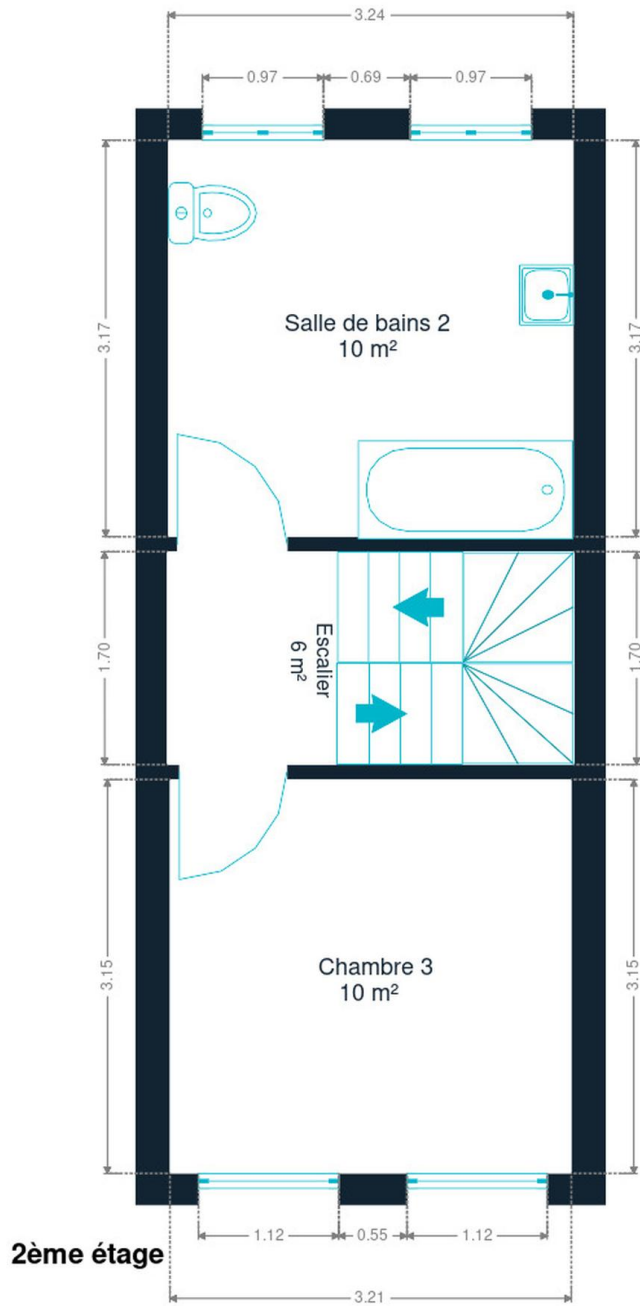 3.24
0.97 0.69 0.97
3.17
3.17
Salle de bains 2
10 m²
1.70
1.70
Escalier
6 m²
3.15
3.15
Chambre 3
10 m²
1.12 0.55 1.12
2ème étage
3.21